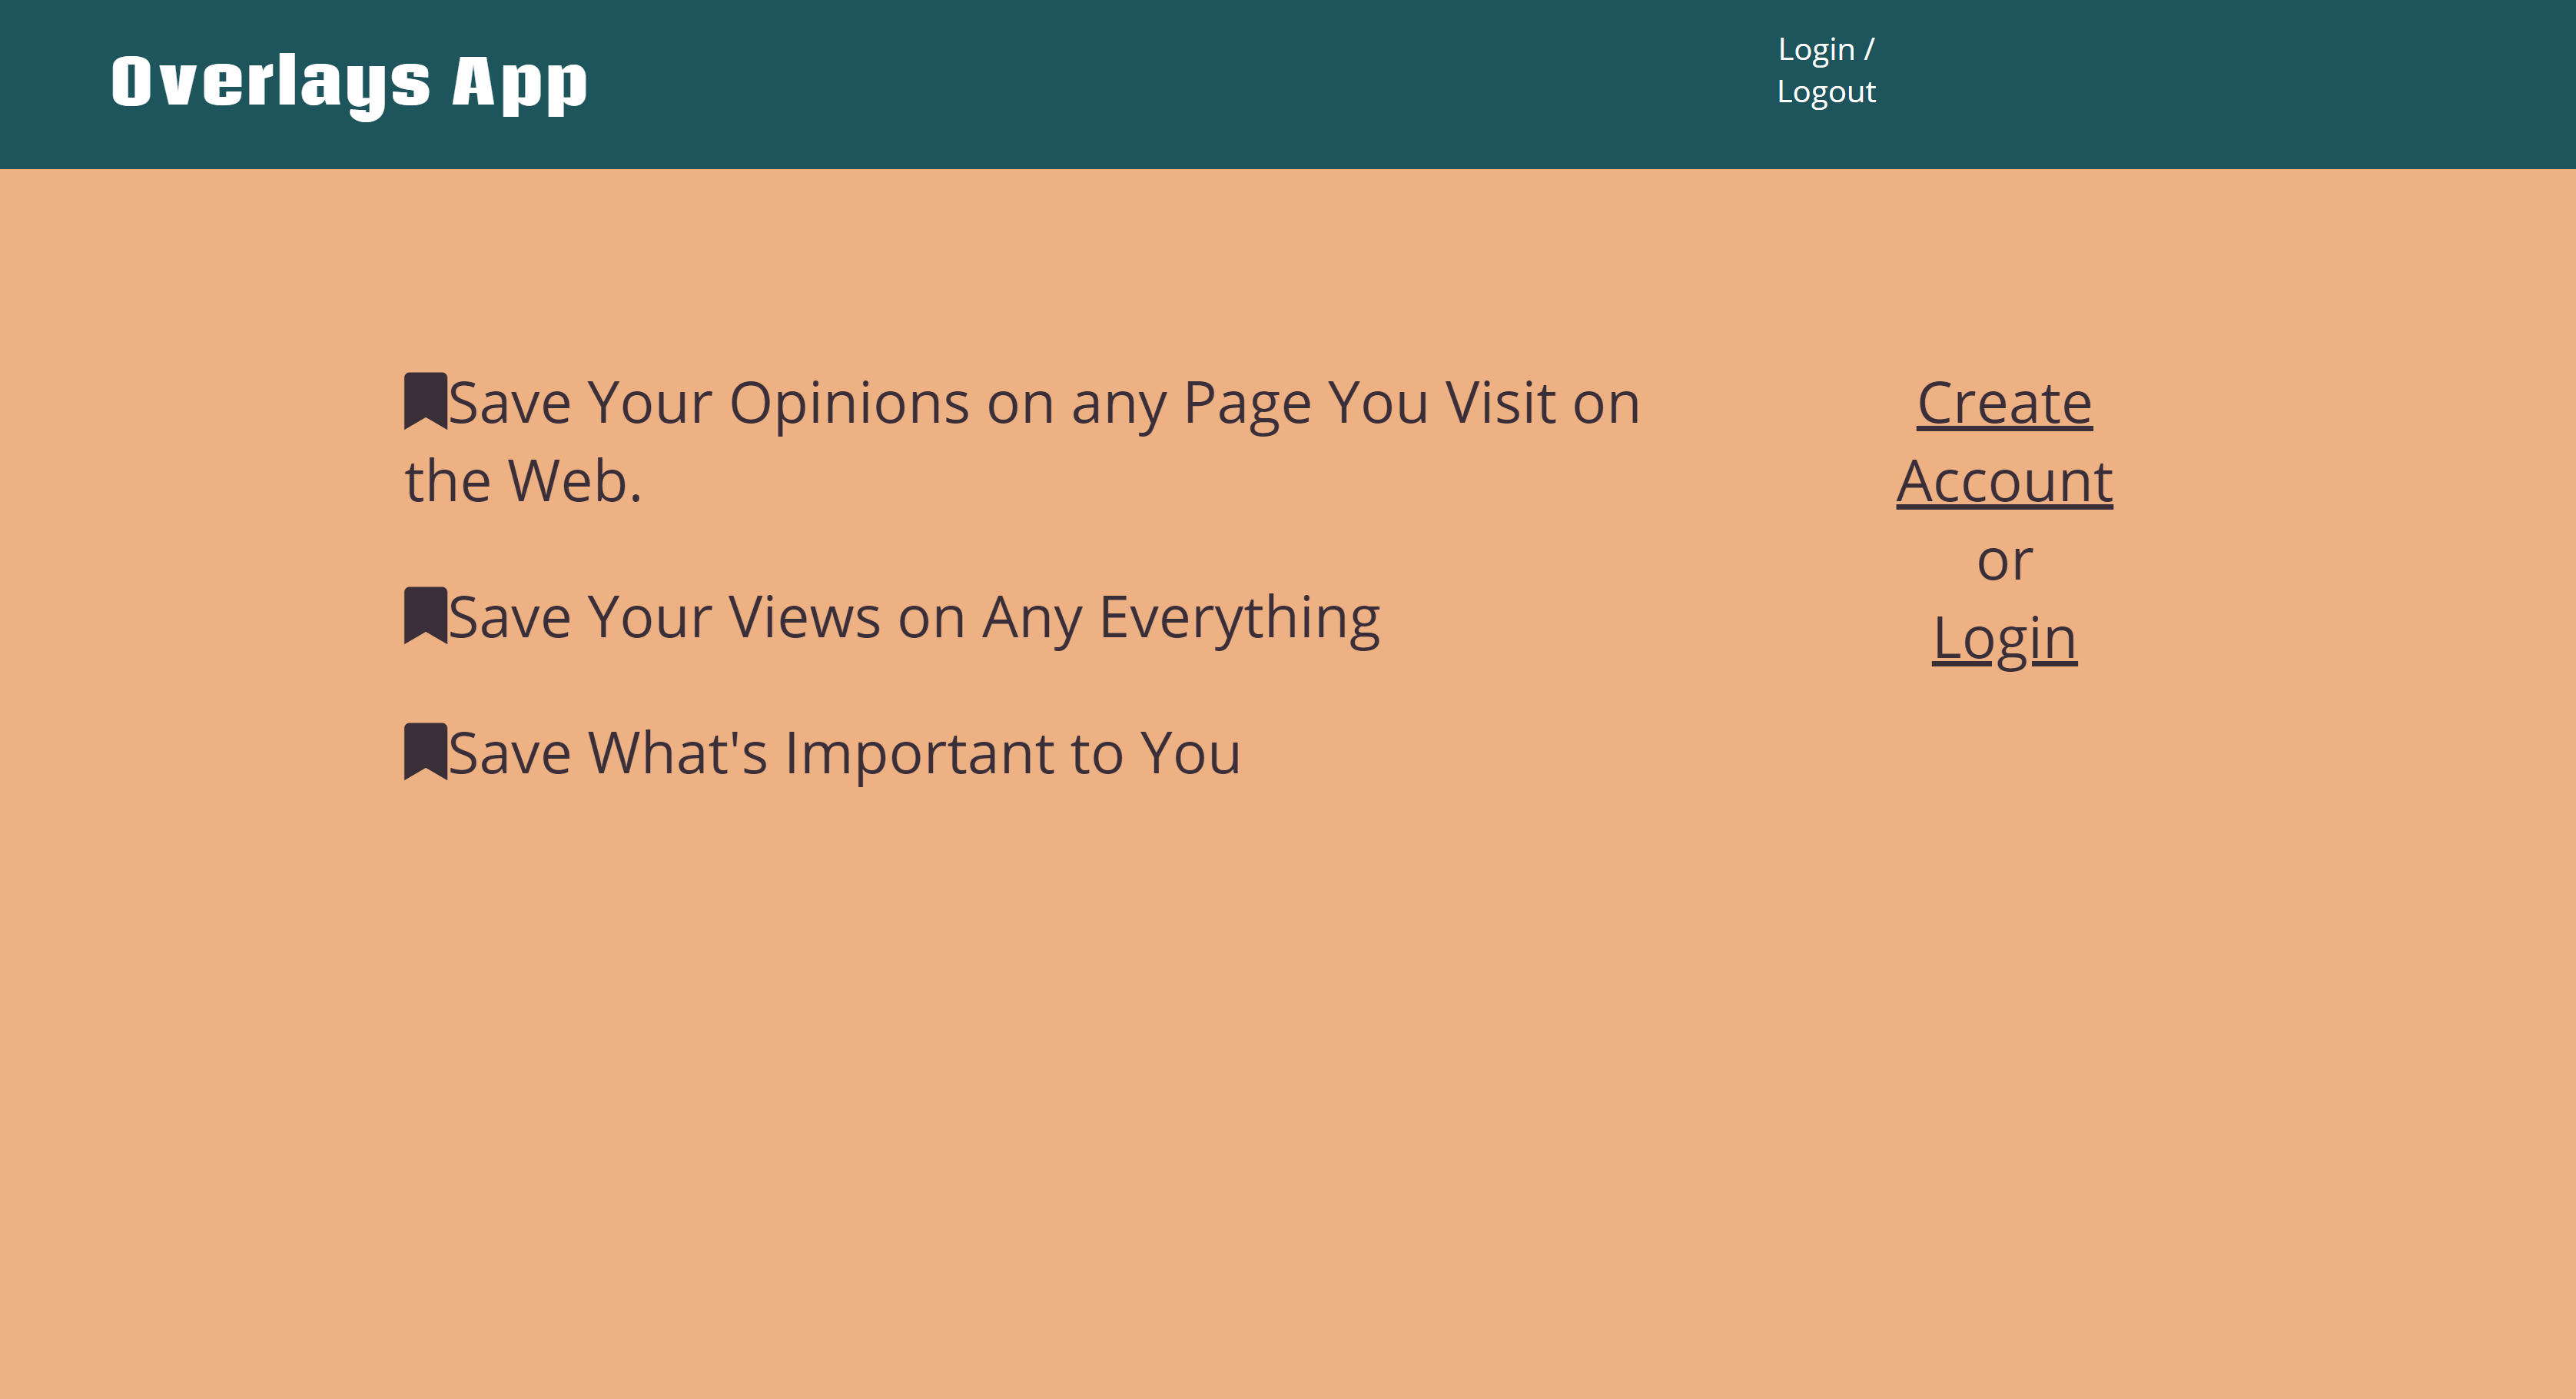 Overlays App
Login /
Logout
Save Your Opinions on any Page You Visit on
the Web.
Save Your Views on Any Everything
Save What's Important to You
Create
Account
or
Login